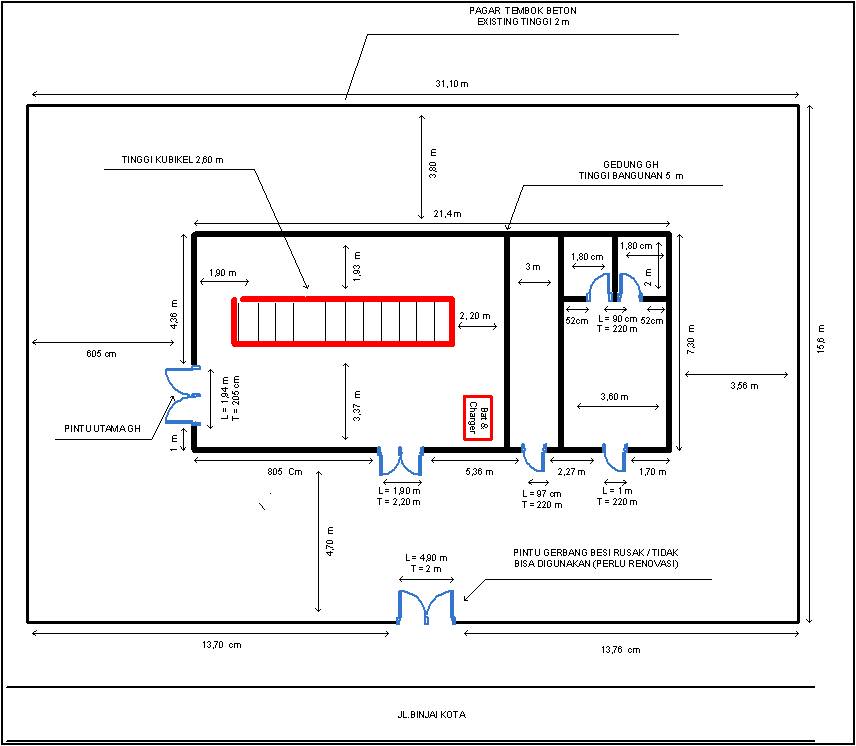 PAGAR TEMBOK BETON
EXISTING TINGGI 2 m
31,10 m
TINGGI KUBIKEL 2,60 m
3,80 m
GEDUNG GH
TINGGI BANGUNAN 5 m
21,4 m
1,90 m
1,93 m
3 m
1,80 cm
1,80 cm
2 m
4,36 m
2,20 m
52cm
L = 90 cm
T = 220 m
52cm
605 cm
7,30 m
15,6 m
L = 1,94 m
T = 205 cm
3,37 m
Bat &
Charger
3,60 m
3,56 m
PINTU UTAMA GH
1 m
805 Cm
5,36 m
2,27 m
1,70 m
L = 1,90 m
T = 2,20 m
L = 97 cm
T = 220 m
L = 1 m
T = 220 m
4,70 m
L = 4,90 m
T = 2 m
PINTU GERBANG BESI RUSAK / TIDAK
BISA DIGUNAKAN (PERLU RENOVASI)
13,70 cm
13,76 cm
JL.BINJAI KOTA